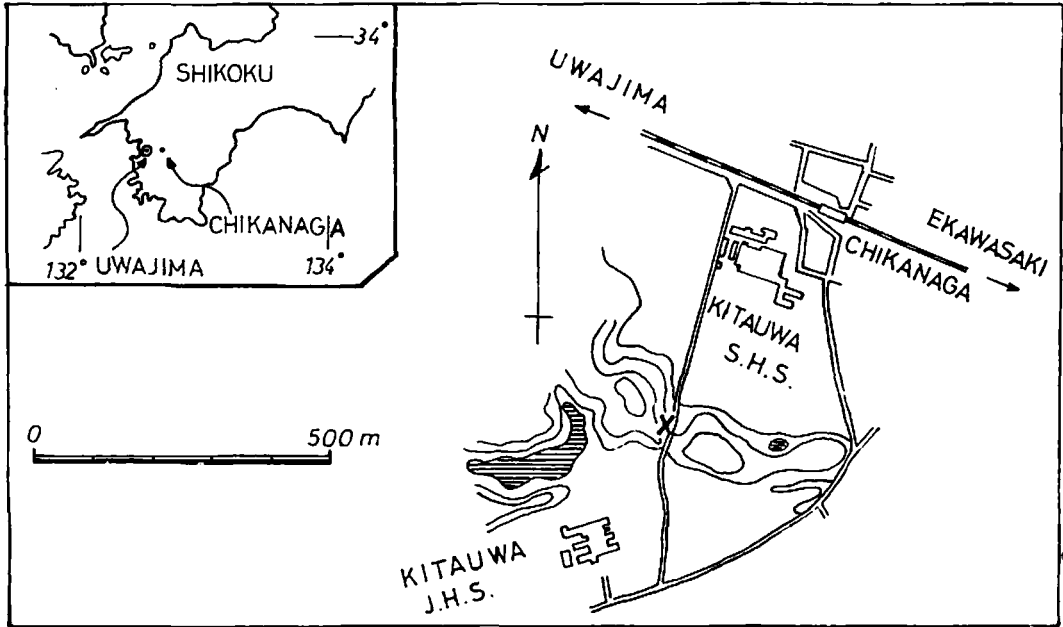 34°
SHIKOKU
CHIKANAGA
132°
UWAJIMA
134°
UWAJIMA
N
EKAWASAKI
CHIKANAGA
KITAUWA
S.H.S.
0
500 m
X
KITAUWA
J.H.S.